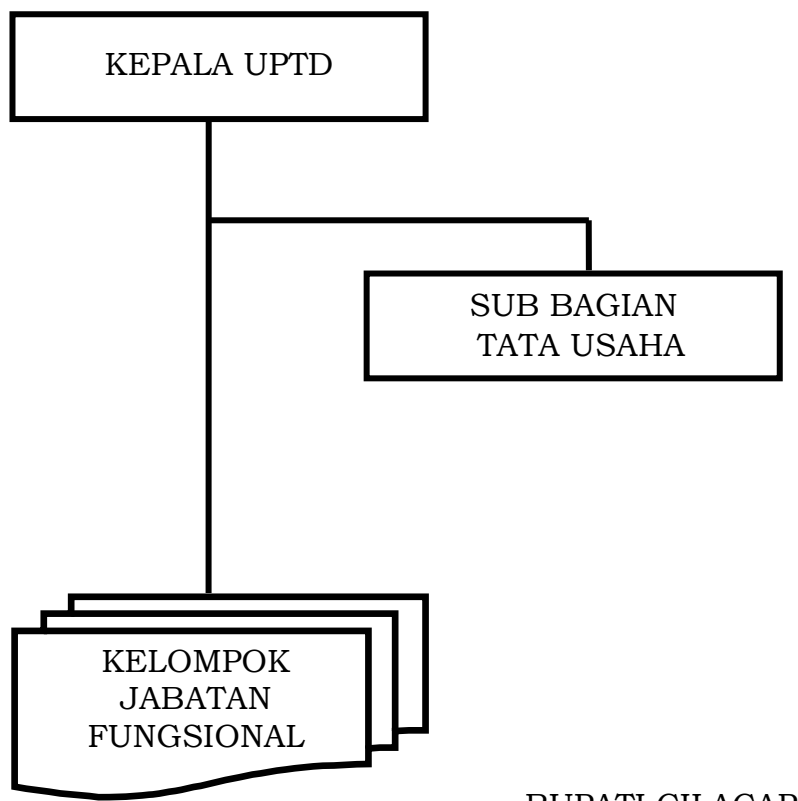 KEPALA UPTD
SUB BAGIAN
TATA USAHA
KELOMPOK
JABATAN
FUNGSIONAL